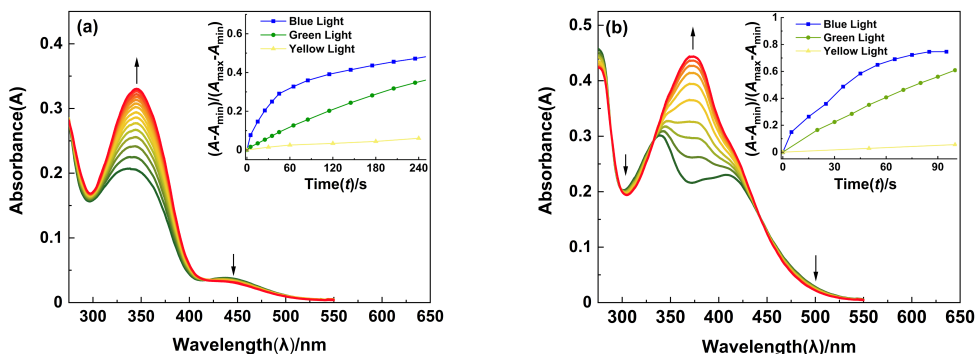 (a)
Absorbance(A)
0.4
0.3
0.2
0.1
0
300 350 400 450 500 550 600 650
Wavelength(λ)/nm
Blue Light
Green Light
Yellow Light
(A-Amin)/(Amax-Amin)
0.6
0.4
0.2
0
0 60 120 180 240
Time(t)/s
(b)
Absorbance(A)
0.5
0.4
0.3
0.2
0.1
0
300 350 400 450 500 550 600 650
Wavelength(λ)/nm
Blue Light
Green Light
Yellow Light
(A-Amin)/(Amax-Amin)
1
0.8
0.6
0.4
0.2
0
0 30 60 90
Time(t)/s